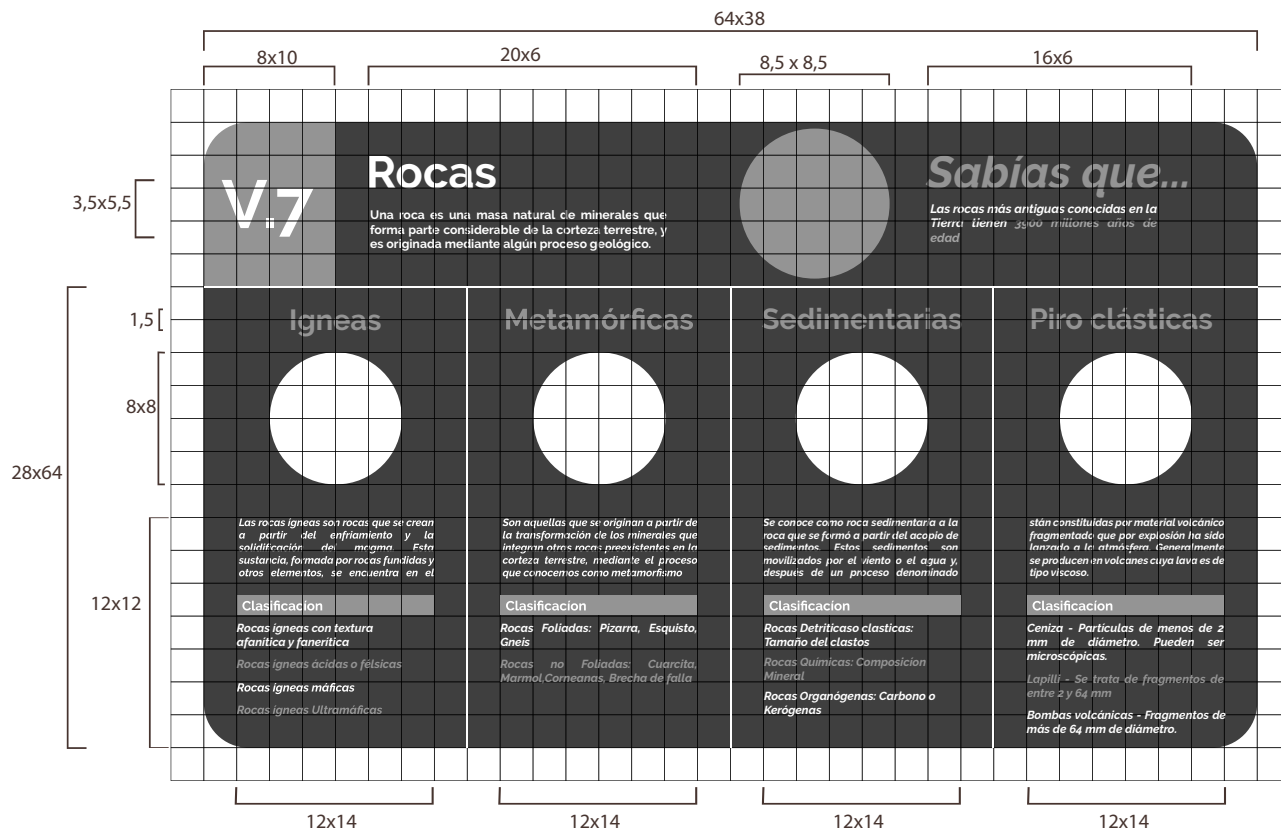 64x38
8x10
20x6
8,5 x 8,5
16x6
3,5x5,5
V.7
Rocas
Una roca es una masa natural de minerales que
forma parte considerable de la corteza terrestre, y
es originada mediante algún proceso geológico.
Sabías que...
Las rocas más antiguas conocidas en la
Tierra tienen 3900 millones años de
edad
28x64
1,5
8x8
12x12
Igneas
Las rocas ígneas son rocas que se crean
a partir del enfriamiento y la
solidificación del magma. Esta
sustancia, formada por rocas fundidas y
otros elementos, se encuentra en el
Clasificacíon
Rocas ígneas con textura
afanítica y fanerítica
Rocas ígneas ácidas o félsicas
Rocas ígneas máficas
Rocas ígneas Ultramáficas
Metamórficas
Son aquellas que se originan a partir de
la transformación de los minerales que
integran otras rocas preexistentes en la
corteza terrestre, mediante el proceso
que conocemos como metamorfismo
Clasificacíon
Rocas Foliadas: Pizarra, Esquisto,
Gneis
Rocas no Foliadas: Cuarcita,
Marmol,Corneanas, Brecha de falla
Sedimentarias
Se conoce como roca sedimentaria a la
roca que se formó a partir del acopio de
sedimentos. Estos sedimentos son
movilizados por el viento o el agua y,
después de un proceso denominado
Clasificacíon
Rocas Detriticaso clasticas:
Tamaño del clastos
Rocas Químicas: Composicíon
Mineral
Rocas Organógenas: Carbono o
Kerógenas
Piro clásticas
stán constituidas por material volcánico
fragmentado que por explosión ha sido
lanzado a la atmósfera. Generalmente
se producen en volcanes cuya lava es de
tipo viscoso.
Clasificacíon
Ceniza - Partículas de menos de 2
mm de diámetro. Pueden ser
microscópicas.
Lapilli - Se trata de fragmentos de
entre 2 y 64 mm
Bombas volcánicas - Fragmentos de
más de 64 mm de diámetro.
12x14
12x14
12x14
12x14